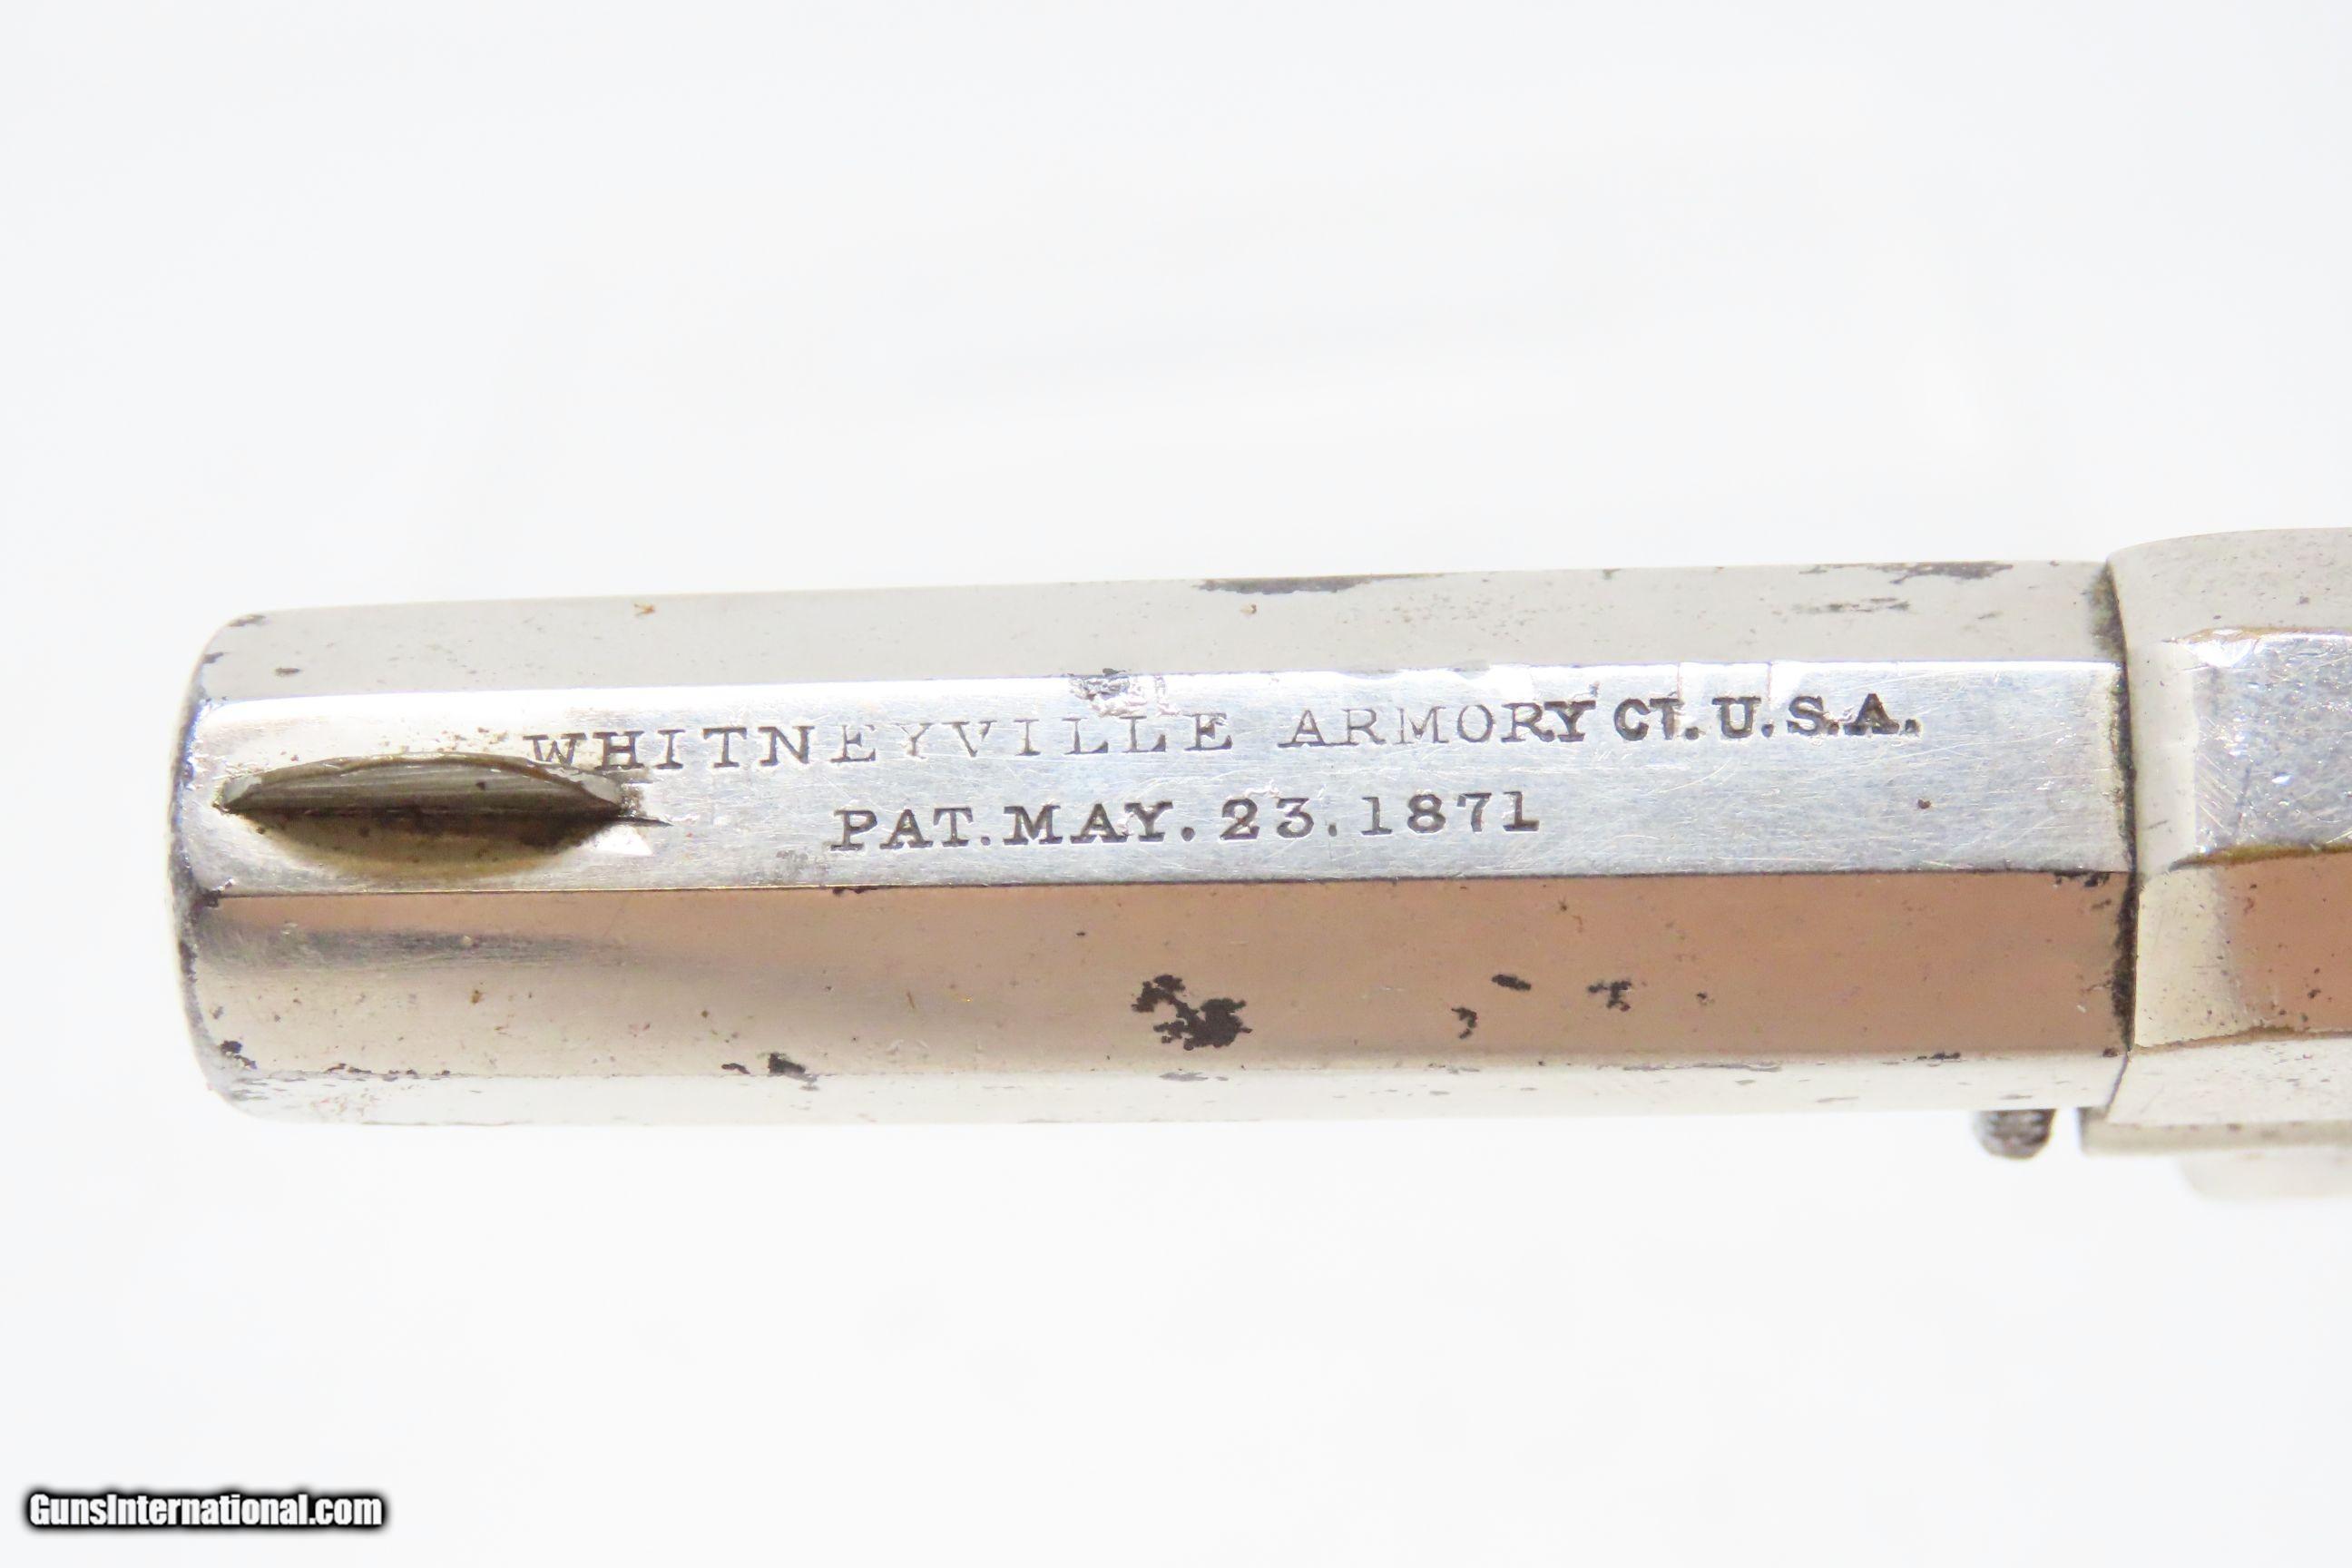 WHITNEYVILLE ARMORY CT. U.S.A.
PAT. MAY. 23. 1871
GunsInternational.com